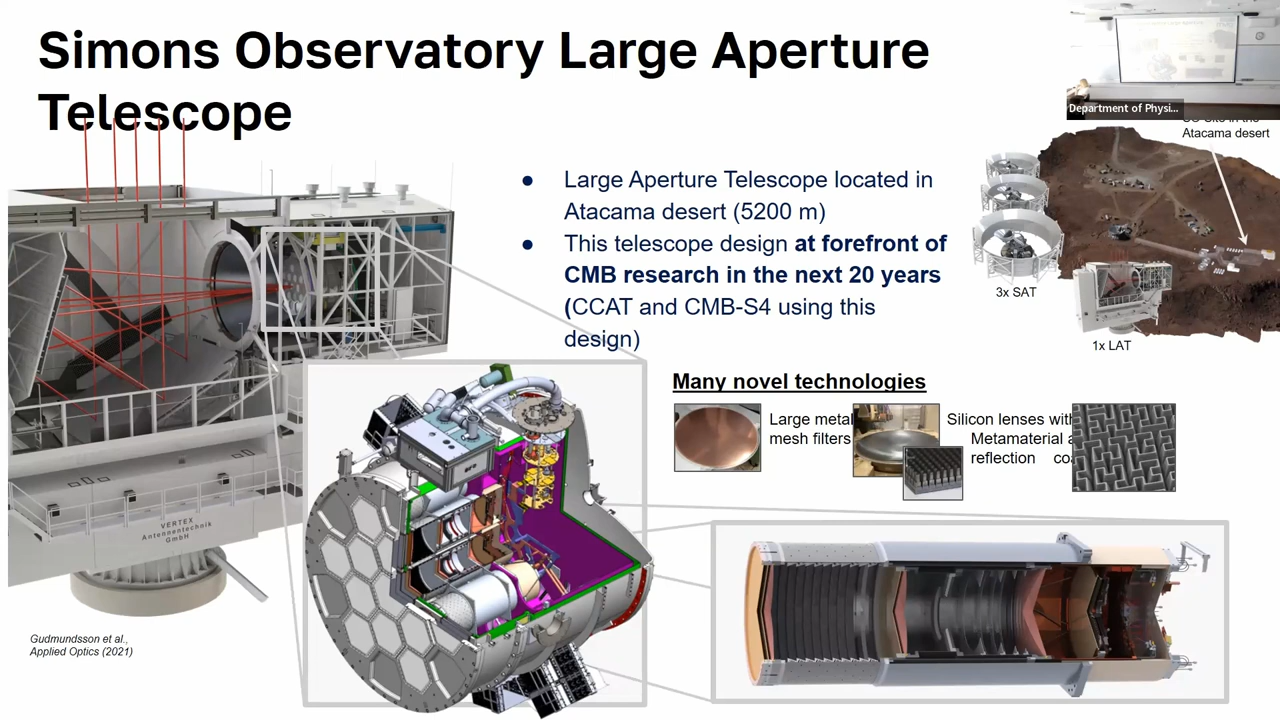 Simons Observatory Large Aperture
Telescope
Department of Physi...
Atacama desert
● Large Aperture Telescope located in
Atacama desert (5200 m)
● This telescope design at forefront of
CMB research in the next 20 years
(CCAT and CMB-S4 using this
design)
3x SAT
1x LAT
Many novel technologies
Large metal
mesh filters
Silicon lenses with
Metamaterial a
reflection co
VERTEX
Antennentechnik
GmbH
Gudmundsson et al.,
Applied Optics (2021)